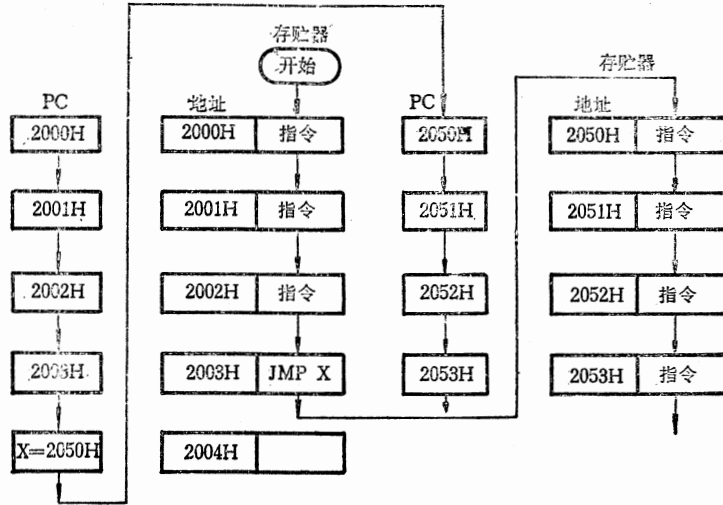 存贮器
开始
存贮器
PC
地址
PC
地址
2000H
2000H
指令
2050H
2050H
指令
2001H
2001H
指令
2051H
2051H
指令
2002H
2002H
指令
2052H
2052H
指令
2003H
2003H
JMP X
2053H
2053H
指令
X=2050H
2004H